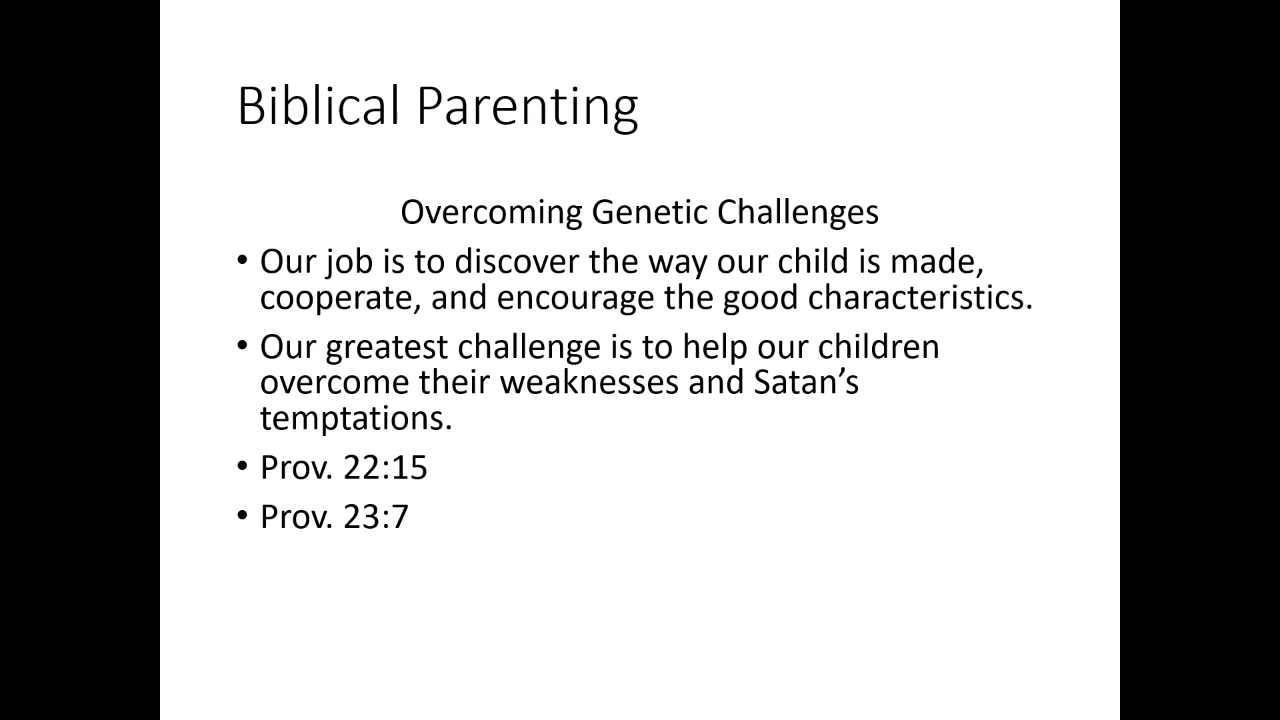 Biblical Parenting
Overcoming Genetic Challenges
• Our job is to discover the way our child is made,
cooperate, and encourage the good characteristics.
• Our greatest challenge is to help our children
overcome their weaknesses and Satan’s
temptations.
• Prov. 22:15
• Prov. 23:7